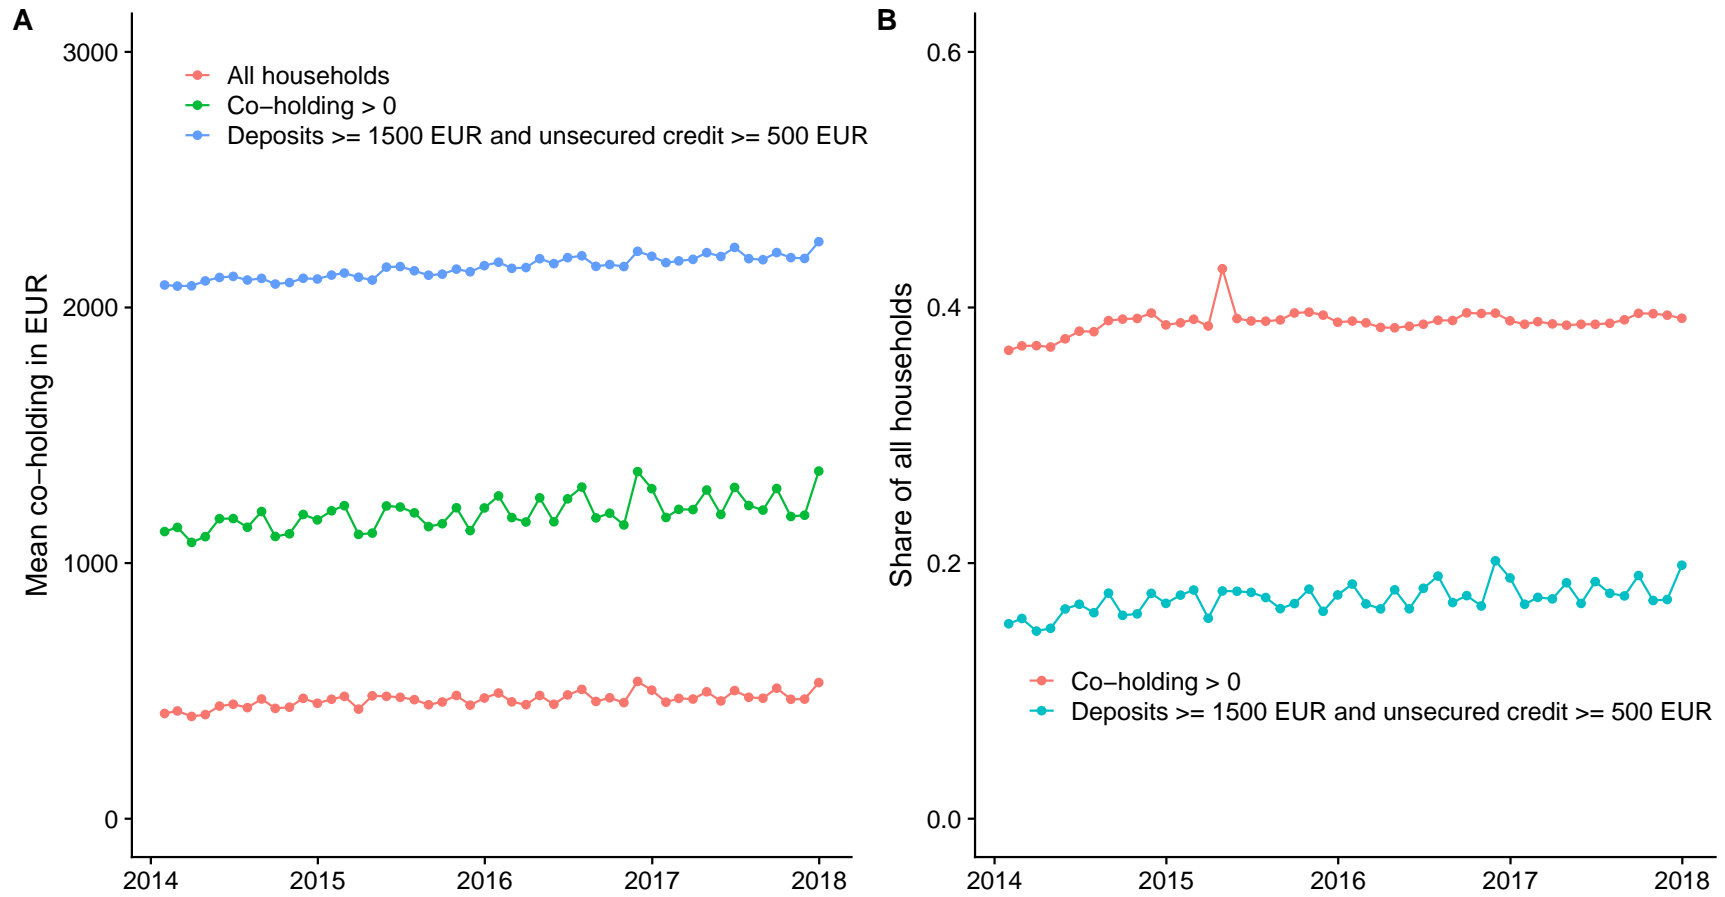 A
Mean co−holding in EUR
3000
2000
1000
0
All households
Co−holding > 0
Deposits >= 1500 EUR and unsecured credit >= 500 EUR
2014 2015 2016 2017 2018
B
Share of all households
0.6
0.4
0.2
0.0
Co−holding > 0
Deposits >= 1500 EUR and unsecured credit >= 500 EUR
2014 2015 2016 2017 2018